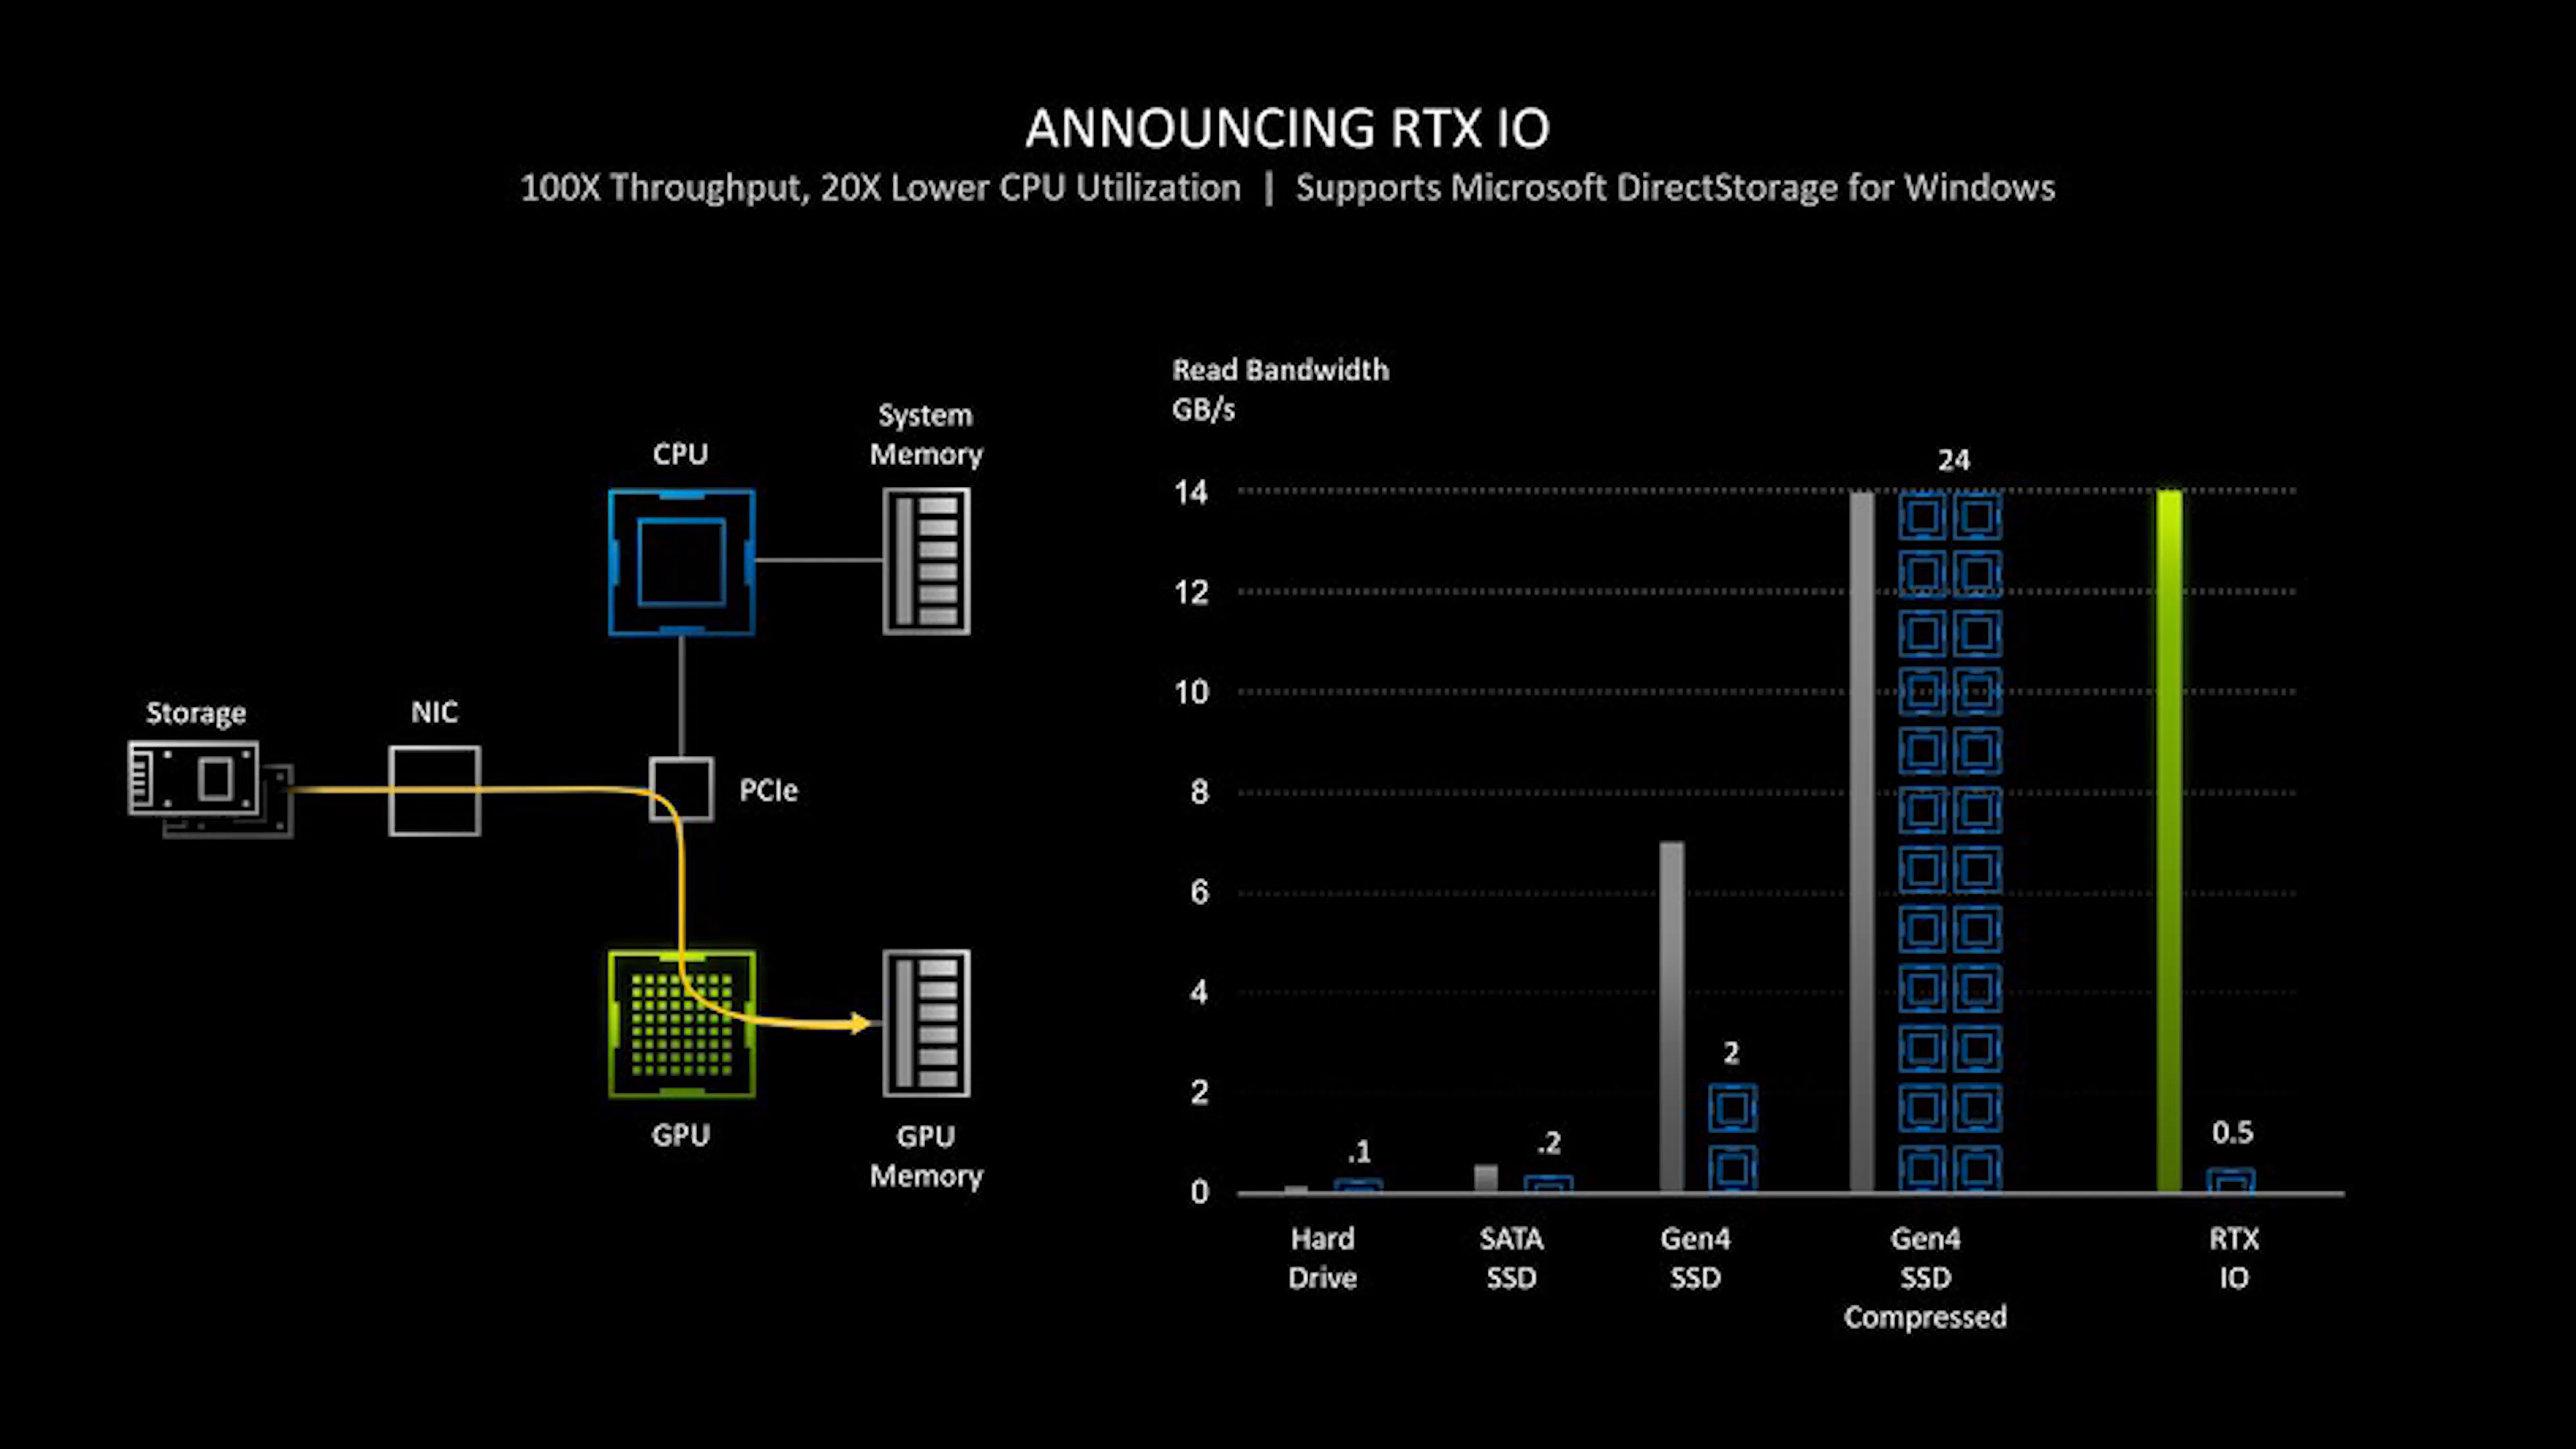 ANNOUNCING RTX IO
100X Throughput, 20X Lower CPU Utilization | Supports Microsoft DirectStorage for Windows
CPU
System
Memory
Storage
NIC
PCIe
GPU
GPU
Memory
Read Bandwidth
GB/s
14
12
10
8
6
4
2
0
.1
.2
2
24
0.5
Hard
Drive
SATA
SSD
Gen4
SSD
Gen4
SSD
Compressed
RTX
IO